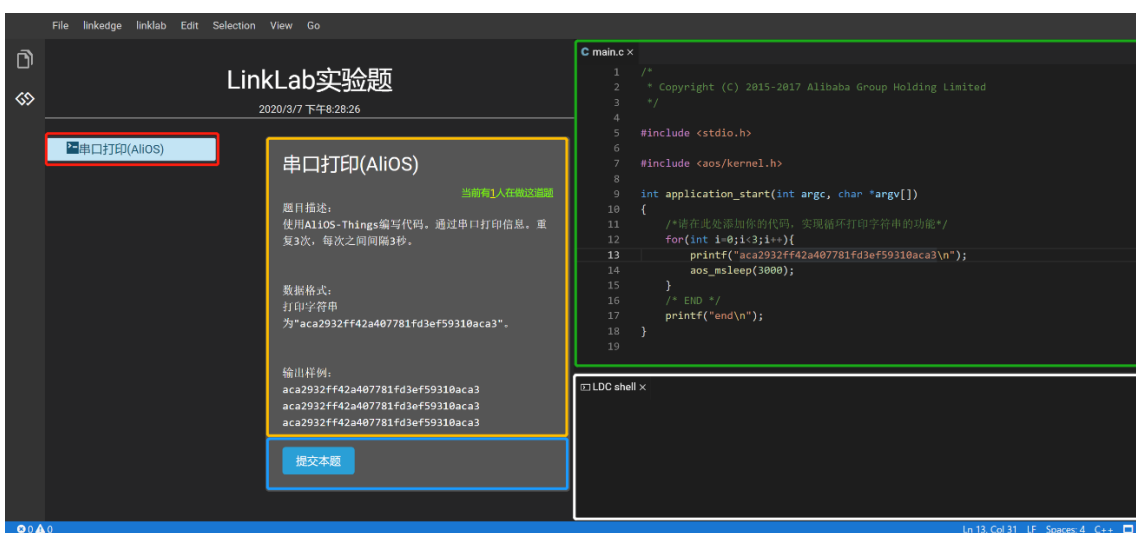 File linkedge linklab Edit Selection View Go
LinkLab实验题
2020/3/7 下午8:28:26
串口打印(AliOS)
串口打印(AliOS)
当前有1人在做这道题
题目描述:
使用AliOS-Things编写代码。通过串口打印信息。重
复3次，每次之间间隔3秒。
数据格式:
打印字符串
为"aca2932ff42a407781fd3ef59310aca3"。
输出样例:
aca2932ff42a407781fd3ef59310aca3
aca2932ff42a407781fd3ef59310aca3
aca2932ff42a407781fd3ef59310aca3
提交本题
C main.c ×
1 /*
2 * Copyright (C) 2015-2017 Alibaba Group Holding Limited
3 */
4
5 #include <stdio.h>
6
7 #include <aos/kernel.h>
8
9 int application_start(int argc, char *argv[])
10 {
11 /*请在此处添加你的代码，实现循环打印字符串的功能*/
12 for(int i=0;i<3;i++){
13 printf("aca2932ff42a407781fd3ef59310aca3\n");
14 aos_msleep(3000);
15 }
16 /* END */
17 printf("end\n");
18 }
19
LDC shell ×
0 0
Ln 13, Col 31 LF Spaces: 4 C++